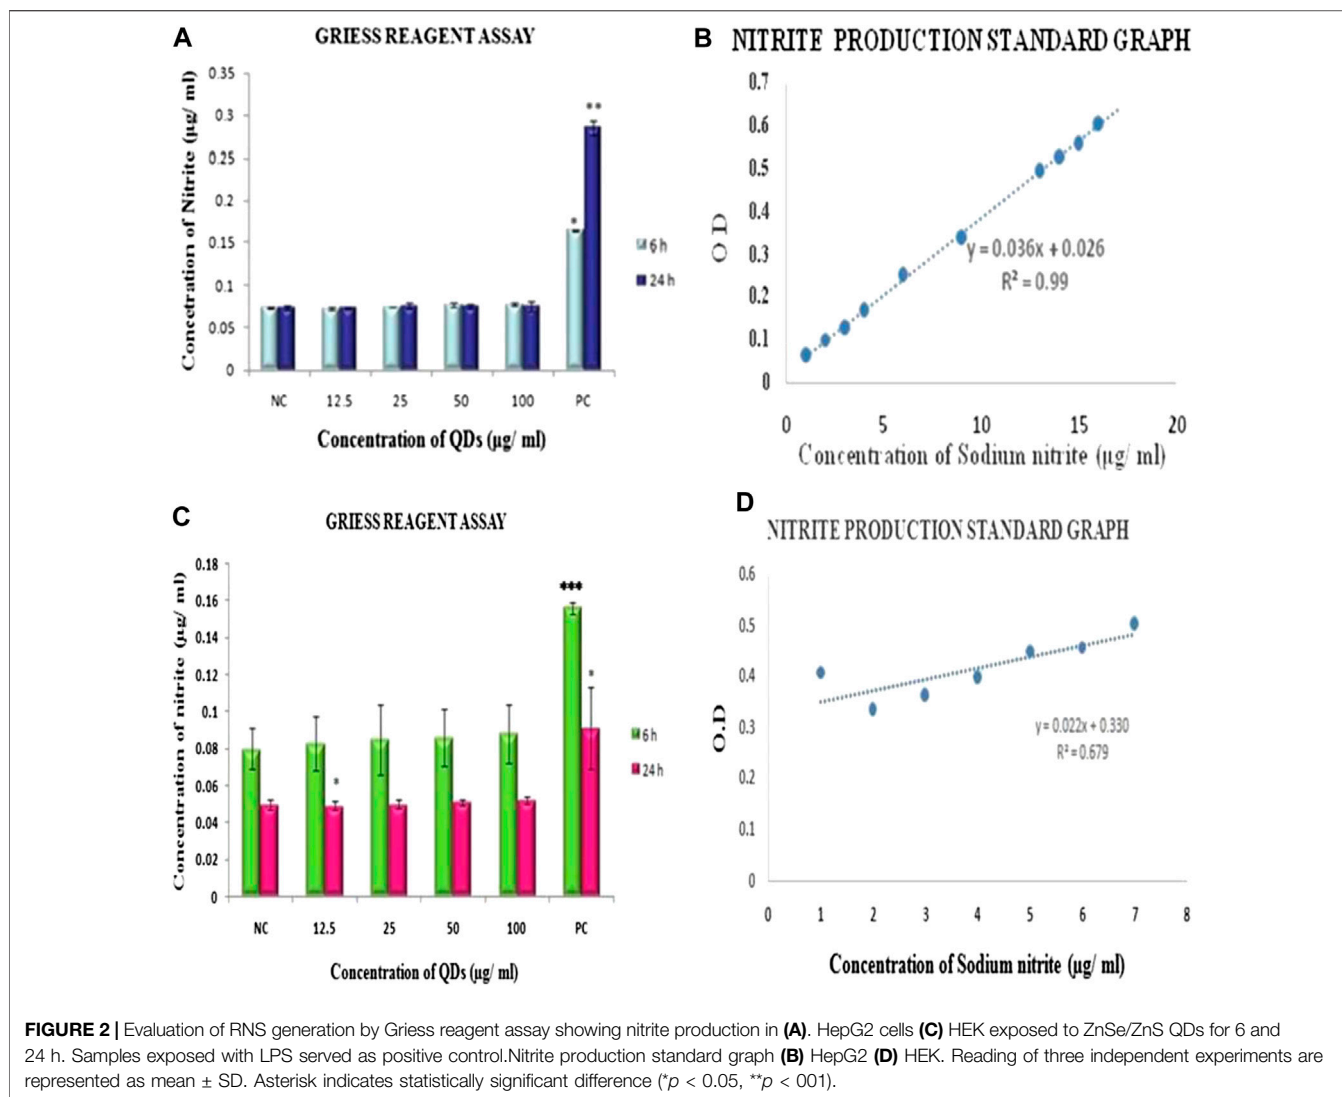 A
GRIESS REAGENT ASSAY
Concetration of Nitrite (µg/ ml)
0.35
0.3
0.25
0.2
0.15
0.1
0.05
0
*
**
6 h
24 h
NC 12.5 25 50 100 PC
Concentration of QDs (µg/ ml)
B
NITRITE PRODUCTION STANDARD GRAPH
O D
0.7
0.6
0.5
0.4
0.3
0.2
0.1
0
y = 0.036x + 0.026
R² = 0.99
0 5 10 15 20
Concentration of Sodium nitrite (µg/ ml)
C
GRIESS REAGENT ASSAY
Concentration of nitrite (µg/ ml)
0.18
0.16
0.14
0.12
0.1
0.08
0.06
0.04
0.02
0
*
***
*
6 h
24 h
NC 12.5 25 50 100 PC
Concentration of QDs (µg/ ml)
D
NITRITE PRODUCTION STANDARD GRAPH
O.D
0.6
0.5
0.4
0.3
0.2
0.1
0
y = 0.022x + 0.330
R² = 0.679
0 1 2 3 4 5 6 7 8
Concentration of Sodium nitrite (µg/ ml)
FIGURE 2 | Evaluation of RNS generation by Griess reagent assay showing nitrite production in (A). HepG2 cells (C) HEK exposed to ZnSe/ZnS QDs for 6 and
24 h. Samples exposed with LPS served as positive control.Nitrite production standard graph (B) HepG2 (D) HEK. Reading of three independent experiments are
represented as mean ± SD. Asterisk indicates statistically significant difference (*p < 0.05, **p < 001).